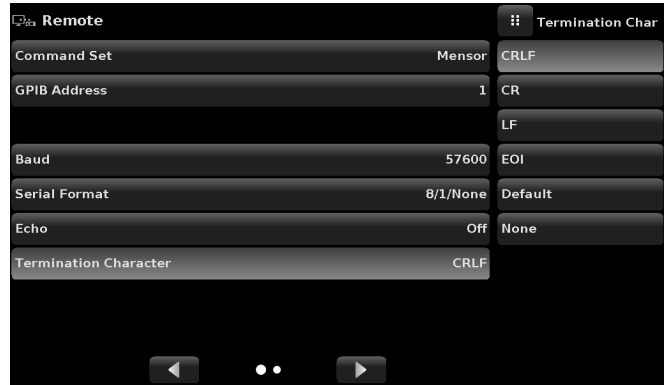 Remote
Command Set Mensor
GPIB Address 1
Baud 57600
Serial Format 8/1/None
Echo Off
Termination Character CRLF
Termination Char
CRLF
CR
LF
EOI
Default
None